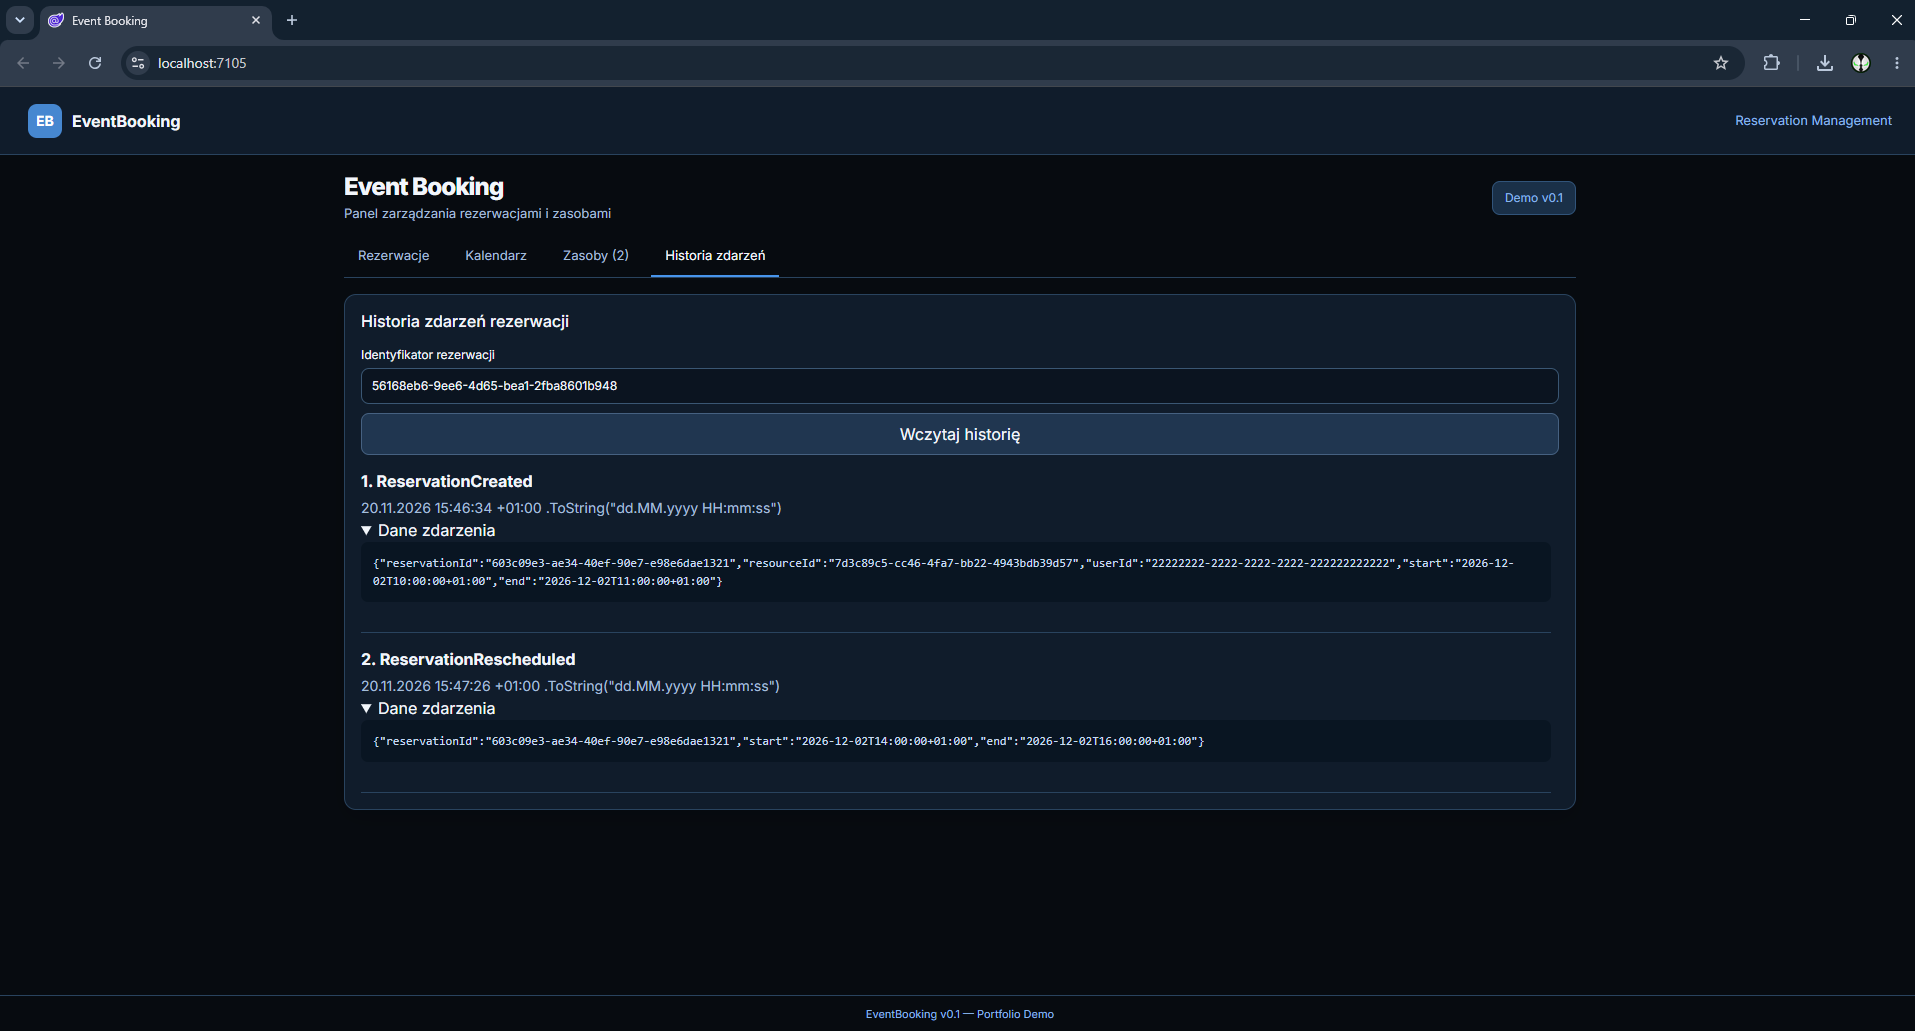 Event Booking
localhost:7105
EB EventBooking
Reservation Management
Event Booking
Panel zarządzania rezerwacjami i zasobami
Demo v0.1
Rezerwacje Kalendarz Zasoby (2) Historia zdarzeń
Historia zdarzeń rezerwacji
Identyfikator rezerwacji
56168eb6-9ee6-4d65-bea1-2fba8601b948
Wczytaj historię
1. ReservationCreated
20.11.2026 15:46:34 +01:00 .ToString("dd.MM.yyyy HH:mm:ss")
▼ Dane zdarzenia
{"reservationId":"603c09e3-ae34-40ef-90e7-e98e6dae1321","resourceId":"7d3c89c5-cc46-4fa7-bb22-4943bdb39d57","userId":"22222222-2222-2222-2222-222222222222","start":"2026-12-
02T10:00:00+01:00","end":"2026-12-02T11:00:00+01:00"}
2. ReservationRescheduled
20.11.2026 15:47:26 +01:00 .ToString("dd.MM.yyyy HH:mm:ss")
▼ Dane zdarzenia
{"reservationId":"603c09e3-ae34-40ef-90e7-e98e6dae1321","start":"2026-12-02T14:00:00+01:00","end":"2026-12-02T16:00:00+01:00"}
EventBooking v0.1 — Portfolio Demo